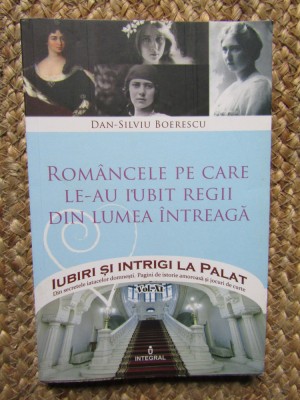 DAN-SILVIU BOERESCU
ROMÂNCELE PE CARE
LE-AU IUBIT REGII
DIN LUMEA ÎNTREAGĂ
IUBIRI ȘI INTRIGI LA PALAT
Din secretele iatacelor domnești. Pagini de istorie amoroasă și jocuri de curte
Vol. XI
INTEGRAL